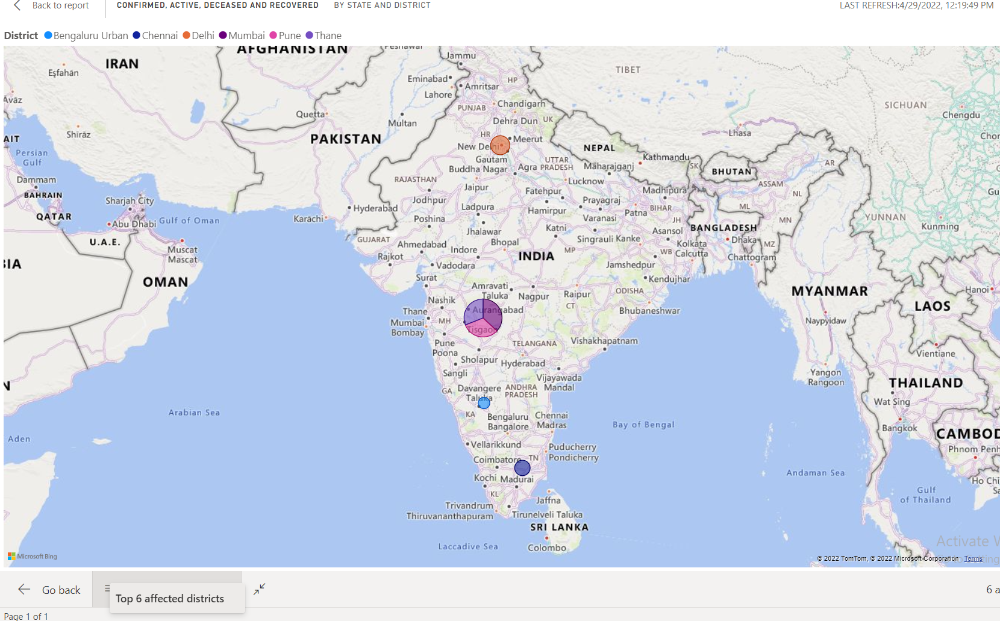 Back to report
CONFIRMED, ACTIVE, DECEASED AND RECOVERED
BY STATE AND DISTRICT
LAST REFRESH:4/29/2022, 12:19:49 PM
District Bengaluru Urban Chennai Delhi Mumbai Pune Thane
AFGHANISTAN
Peshawar
Jammu
IRAN
Eşfahān
TIBET
Eminabad
HP
Amritsar
Lahore
Āvāz
PUNJAB
Chandigarh
SICHUAN
Chengdu
Quetta
Multan
Dehra Dun
UK
Shīrāz
Lhasa
AIT
PAKISTAN
HR
Meerut
Chor
New Delhi
NEPAL
Persian
Gulf
Kathmandu
Gautam
Buddha Nagar
UTTAR
PRADESH
Agra
Mahārajganj
SK
AR
BHUTAN
Dammam
RAJASTHAN
Lucknow
ASSAM
Jaipur
Fatehpur
Madhipura
NL
Gu
BAHRAIN
Sharjah City
Jodhpur
Prayagraj
Hyderabad
Ladpura
Hamirpur
BIHAR
ML
QATAR
Gulf of Oman
Karāchi
Poshina
Varanasi
Patna
JH
MN
YUNNAN
Abu Dhabi
Jhalawar
Katni
Asansol
BANGLADESH
Kunming
U.A.E.
GUJARAT
Ahmedabad
Bhopal
Singrauli
Kanke
Kolkata
Calcutta
Dhaka
MZ
Muscat
Mascat
Rajkot
Indore
MP
WB
Chattogram
INDIA
BIA
Vadodara
Jamshedpur
OMAN
Surat
Kendujhar
Amravati
Taluka
Nagpur
Raipur
ODISHA
MYANMAR
Hanoi
Nashik
CT
LAOS
Thane
Aurangabad
Bhubaneshwar
Mumbai
Bombay
MH
Tisgaon
Naypyidaw
Pune
Poona
TELANGANA
Vishakhapatnam
Vientiane
Sholapur
Hyderabad
Sangli
Vijayawada
Mandal
Yangon
Rangoon
N
GA
Davangere
Taluka
ANDHRA
PRADESH
THAILAND
Wat Sing
Arabian Sea
KA
Bengaluru
Bangalore
Chennai
Madras
Bay of Bengal
Bangkok
Aden
CAMBOD
Vellarikkund
Puducherry
Pondicherry
Phnom Penh
Coimbatore
TN
Andaman Sea
Kochi
Madurai
Ho Chi
Sa
KL
Gulf
of Thailand
Jaffna
Trivandrum
Thiruvananthapuram
Tirunelveli Taluka
SRI LANKA
Activate W
Laccadive Sea
Colombo
Microsoft Bing
© 2022 TomTom, © 2022 Microsoft Corporation Terms
Go back
Top 6 affected districts
6 a
Page 1 of 1